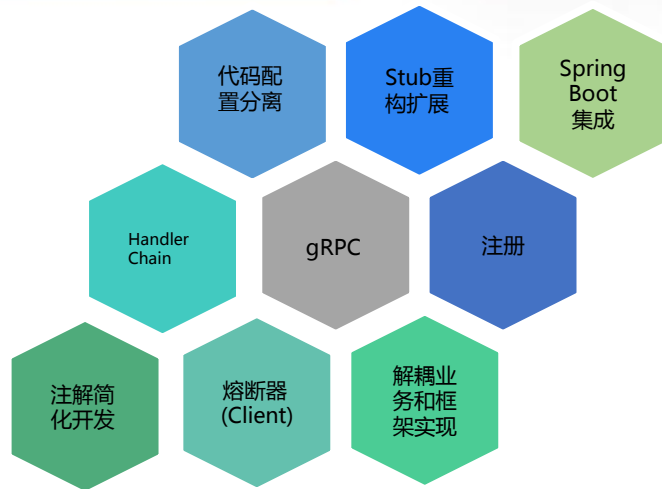 代码配
置分离
Stub重
构扩展
Spring
Boot
集成
Handler
Chain
gRPC
注册
注解简
化开发
熔断器
(Client)
解耦业
务和框
架实现